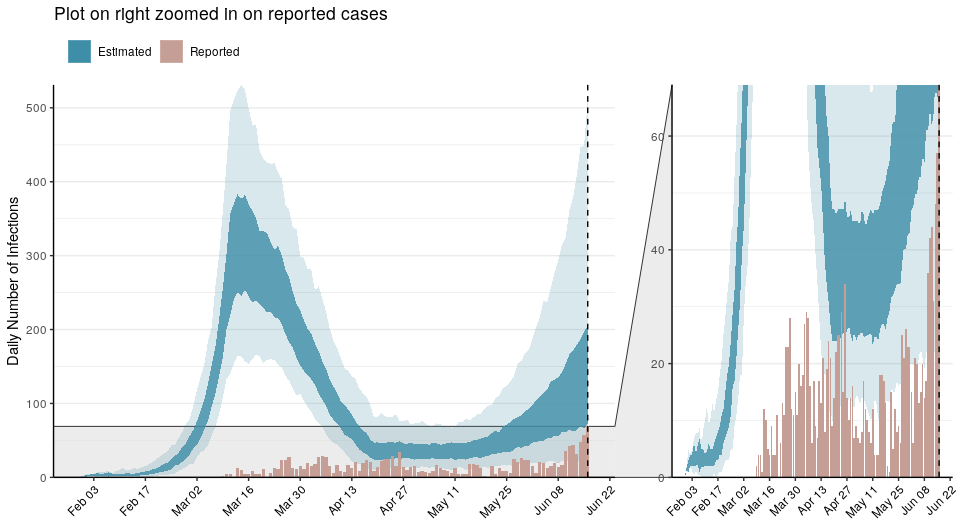 Plot on right zoomed in on reported cases
Estimated
Reported
Daily Number of Infections
500
400
300
200
100
0
Feb 03
Feb 17
Mar 02
Mar 16
Mar 30
Apr 13
Apr 27
May 11
May 25
Jun 08
Jun 22
60
40
20
0
Feb 03
Feb 17
Mar 02
Mar 16
Mar 30
Apr 13
Apr 27
May 11
May 25
Jun 08
Jun 22